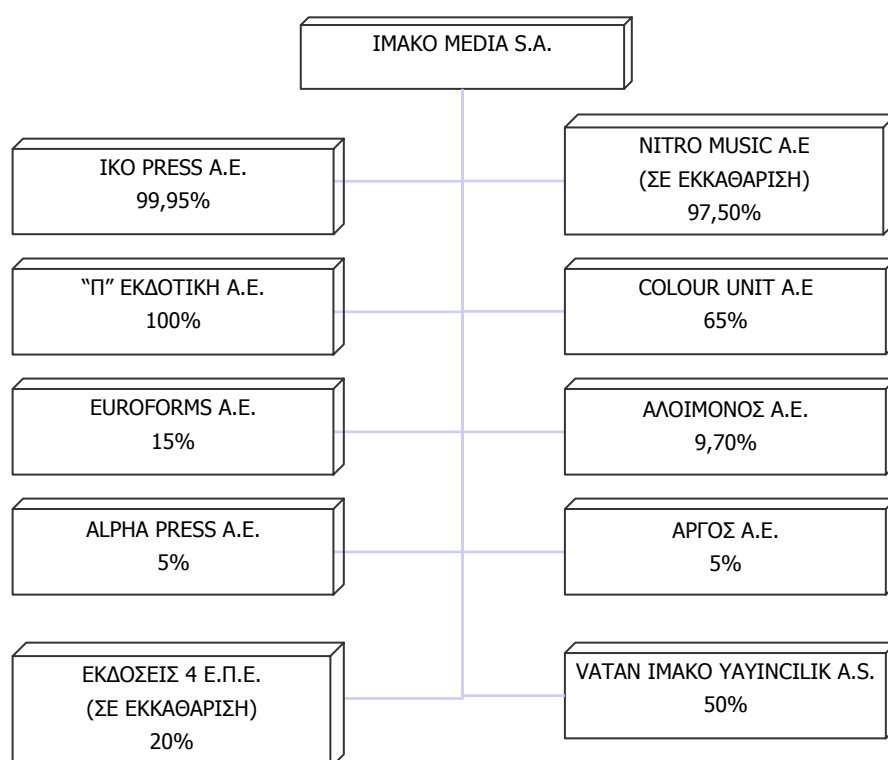 IMAKO MEDIA S.A.
IKO PRESS Α.Ε.
99,95%
NITRO MUSIC Α.Ε
(ΣΕ ΕΚΚΑΘΑΡΙΣΗ)
97,50%
“Π” ΕΚΔΟΤΙΚΗ Α.Ε.
100%
COLOUR UNIT Α.Ε
65%
EUROFORMS Α.Ε.
15%
ΑΛΟΙΜΟΝΟΣ Α.Ε.
9,70%
ALPHA PRESS Α.Ε.
5%
ΑΡΓΟΣ Α.Ε.
5%
ΕΚΔΟΣΕΙΣ 4 Ε.Π.Ε.
(ΣΕ ΕΚΚΑΘΑΡΙΣΗ)
20%
VATAN IMAKO YAYINCILIK A.S.
50%